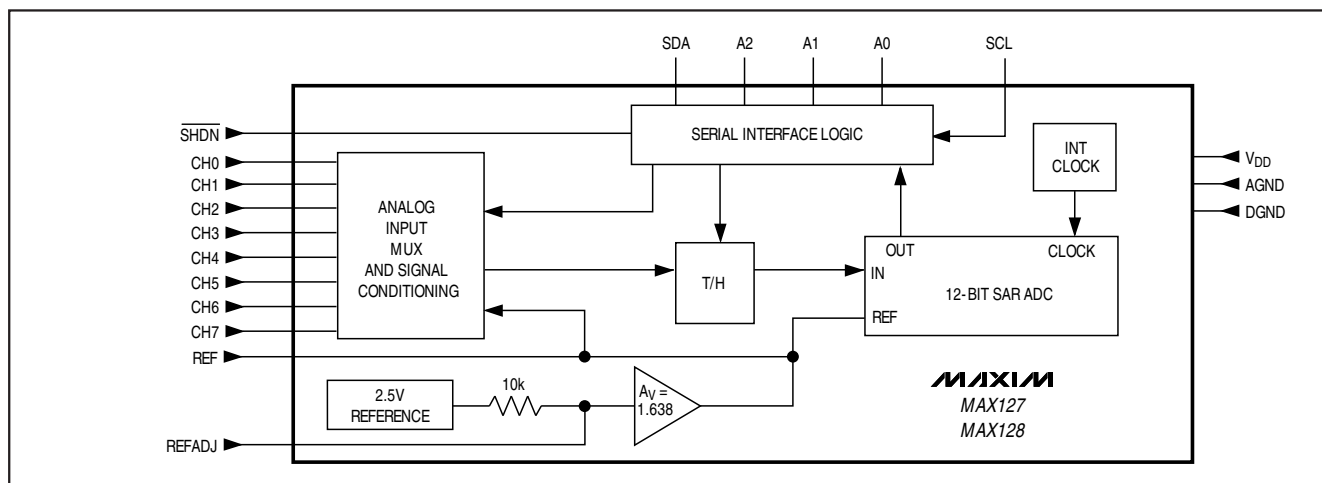 SDA A2 A1 A0 SCL
SHDN
SERIAL INTERFACE LOGIC
INT
CLOCK
CH0
CH1
CH2
CH3
CH4
CH5
CH6
CH7
REF
ANALOG
INPUT
MUX
AND SIGNAL
CONDITIONING
VDD
AGND
DGND
T/H
OUT CLOCK
IN
12-BIT SAR ADC
REF
2.5V
REFERENCE
10k
AV =
1.638
REFADJ
MAXIM
MAX127
MAX128